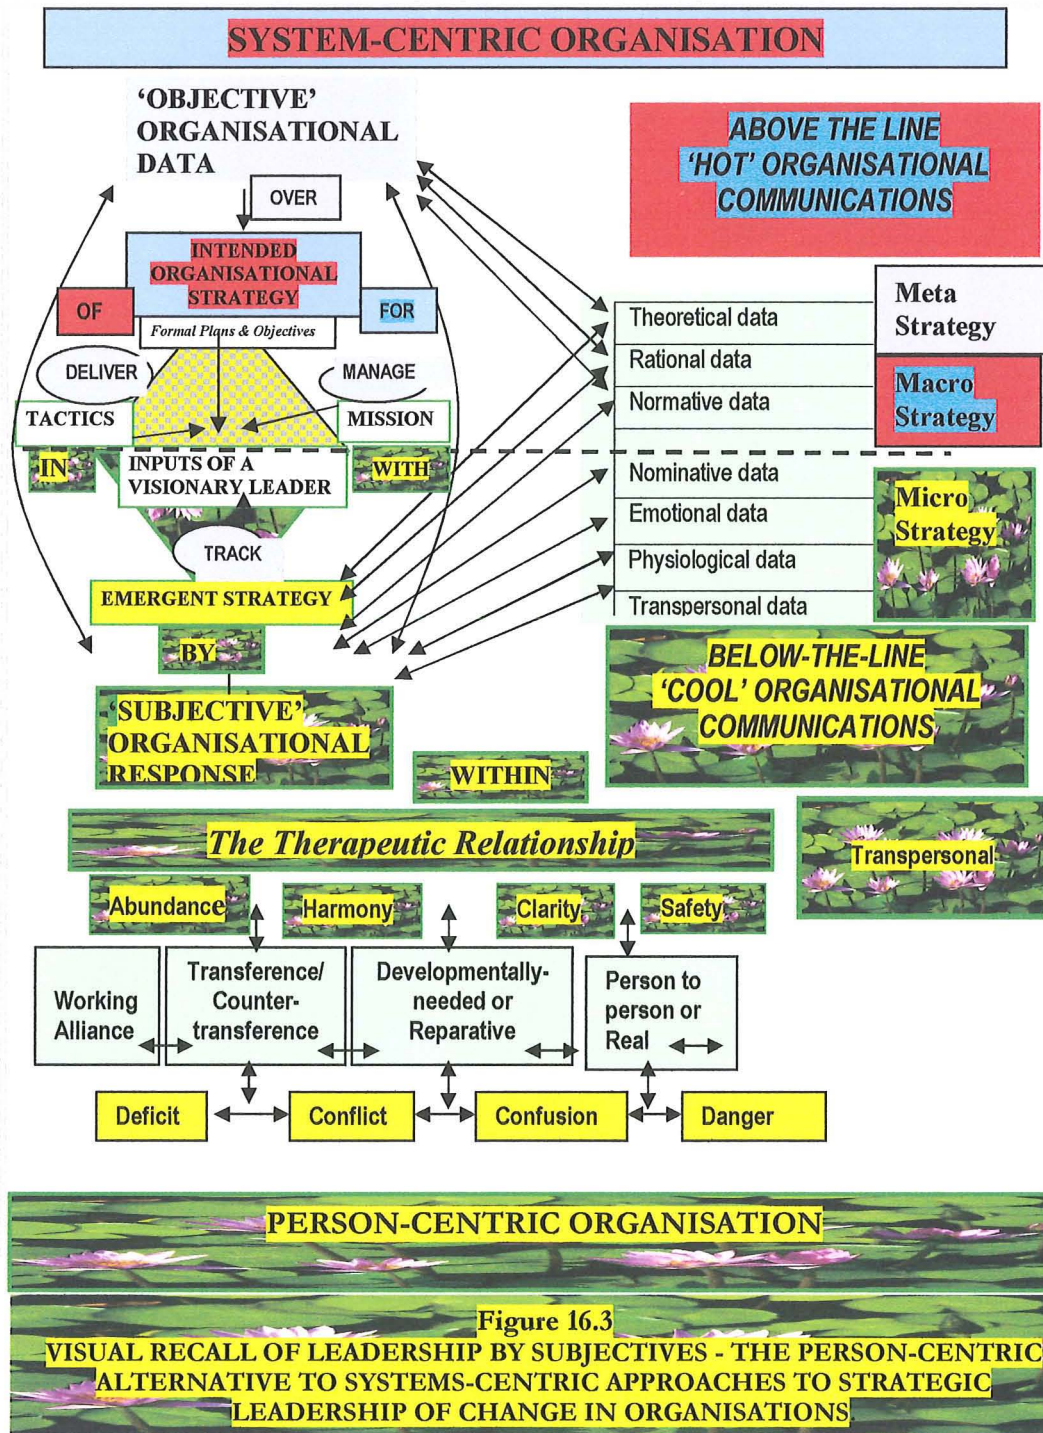 SYSTEM-CENTRIC ORGANISATION
‘OBJECTIVE’
ORGANISATIONAL
DATA
OVER
ABOVE THE LINE
‘HOT’ ORGANISATIONAL
COMMUNICATIONS
INTENDED
ORGANISATIONAL
STRATEGY
OF
FOR
Formal Plans & Objectives
DELIVER
MANAGE
TACTICS
MISSION
IN
INPUTS OF A
VISIONARY LEADER
WITH
TRACK
EMERGENT STRATEGY
BY
‘SUBJECTIVE’
ORGANISATIONAL
RESPONSE
Theoretical data
Rational data
Normative data
Nominative data
Emotional data
Physiological data
Transpersonal data
Meta
Strategy
Macro
Strategy
Micro
Strategy
BELOW-THE-LINE
‘COOL’ ORGANISATIONAL
COMMUNICATIONS
WITHIN
The Therapeutic Relationship
Transpersonal
Abundance
Harmony
Clarity
Safety
Working
Alliance
Transference/
Counter-
transference
Developmentally-
needed or
Reparative
Person to
person or
Real
Deficit
Conflict
Confusion
Danger
PERSON-CENTRIC ORGANISATION
Figure 16.3
VISUAL RECALL OF LEADERSHIP BY SUBJECTIVES - THE PERSON-CENTRIC
ALTERNATIVE TO SYSTEMS-CENTRIC APPROACHES TO STRATEGIC
LEADERSHIP OF CHANGE IN ORGANISATIONS.